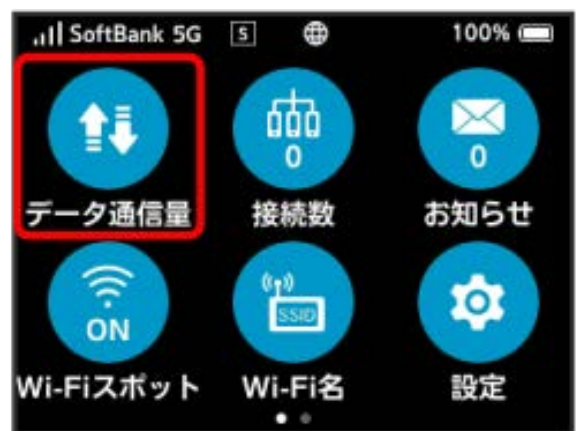 SoftBank 5G S 100%
0 0
データ通信量 接続数 お知らせ
ON SSID
Wi-Fiスポット Wi-Fi名 設定